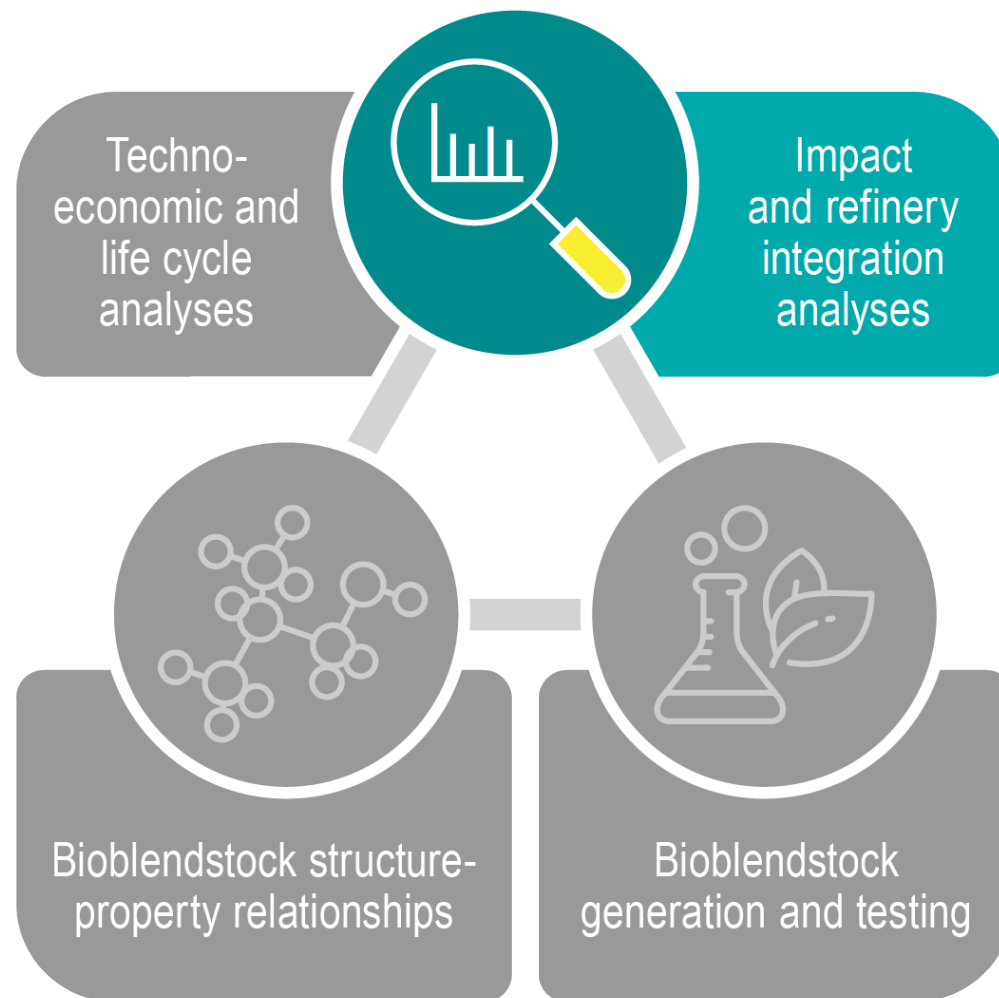 Techno-
economic and
life cycle
analyses
Impact
and refinery
integration
analyses
Bioblendstock structure-
property relationships
Bioblendstock
generation and testing